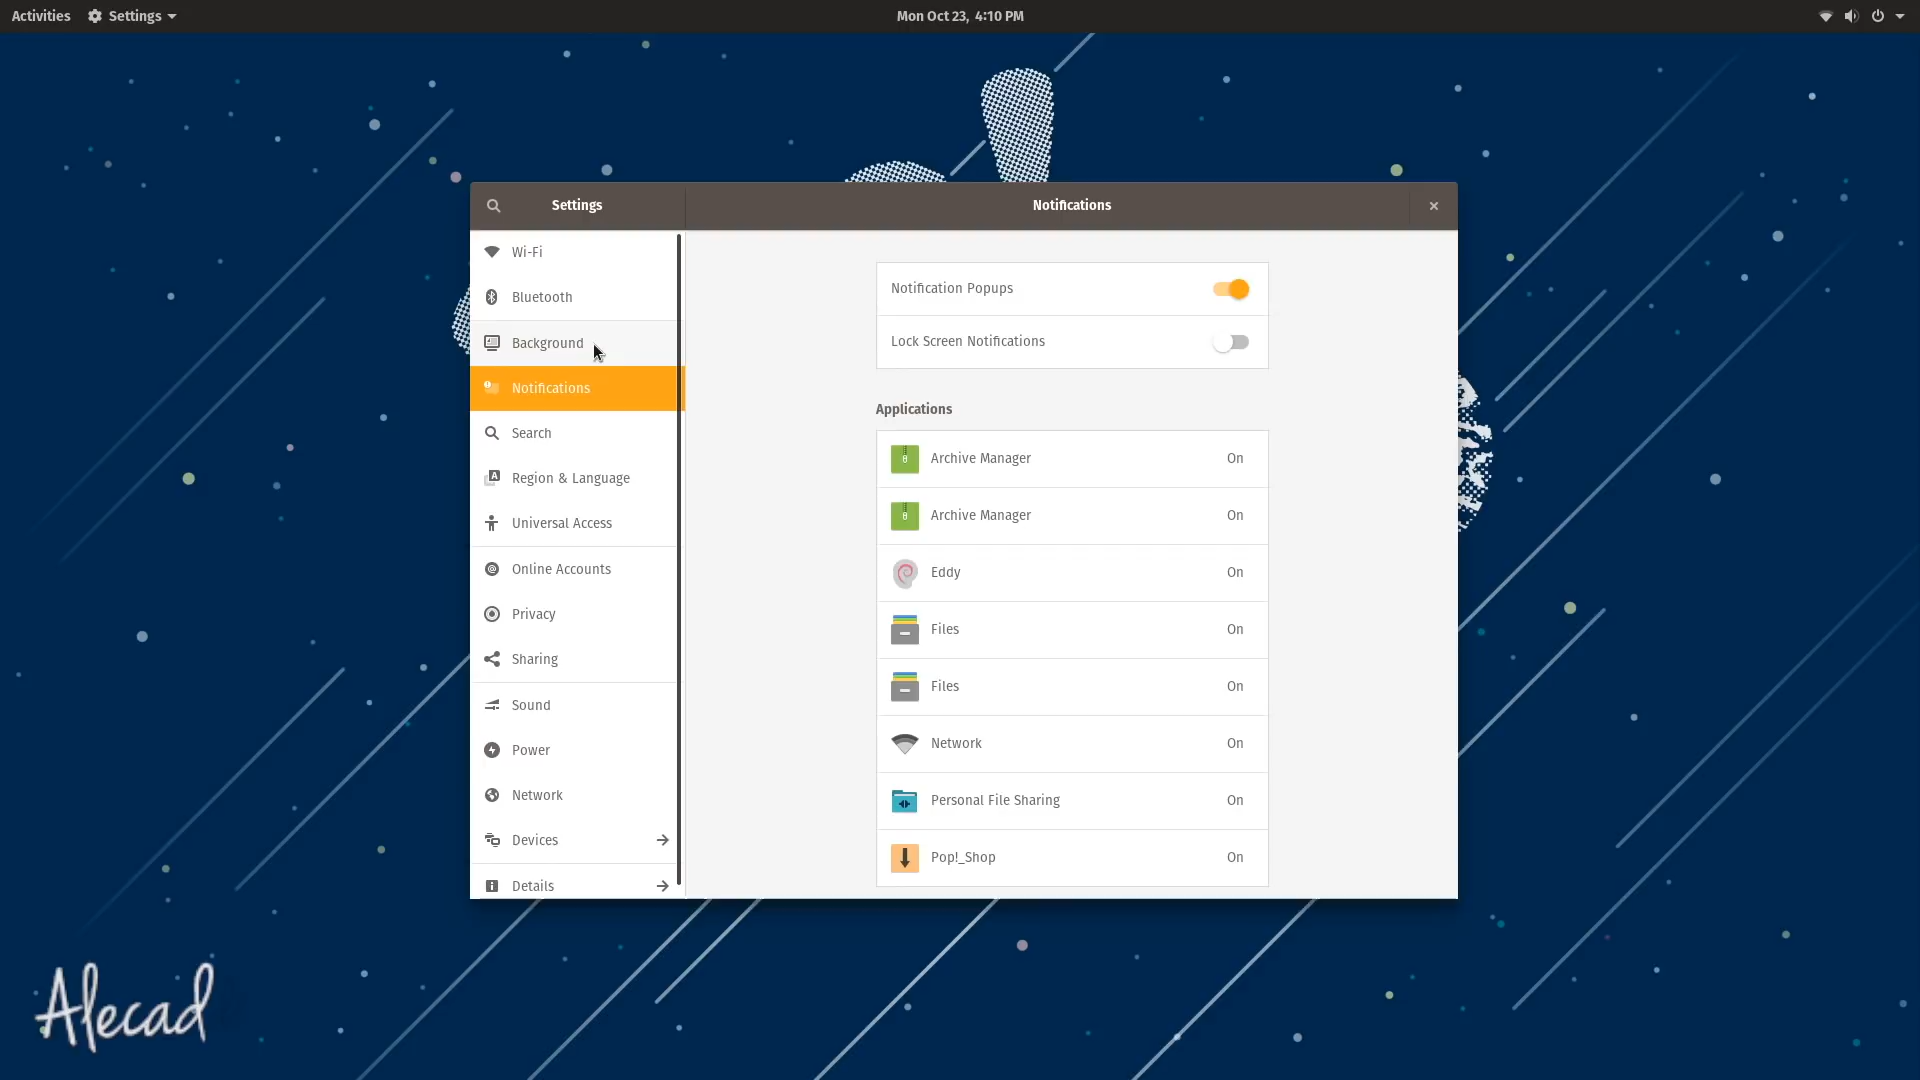 Activities
Settings
Mon Oct 23, 4:10 PM
Settings
Notifications
Wi-Fi
Bluetooth
Background
Notifications
Search
Region & Language
Universal Access
Online Accounts
Privacy
Sharing
Sound
Power
Network
Devices
Details
Notification Popups
Lock Screen Notifications
Applications
Archive Manager On
Archive Manager On
Eddy On
Files On
Files On
Network On
Personal File Sharing On
Pop!_Shop On
Alecad